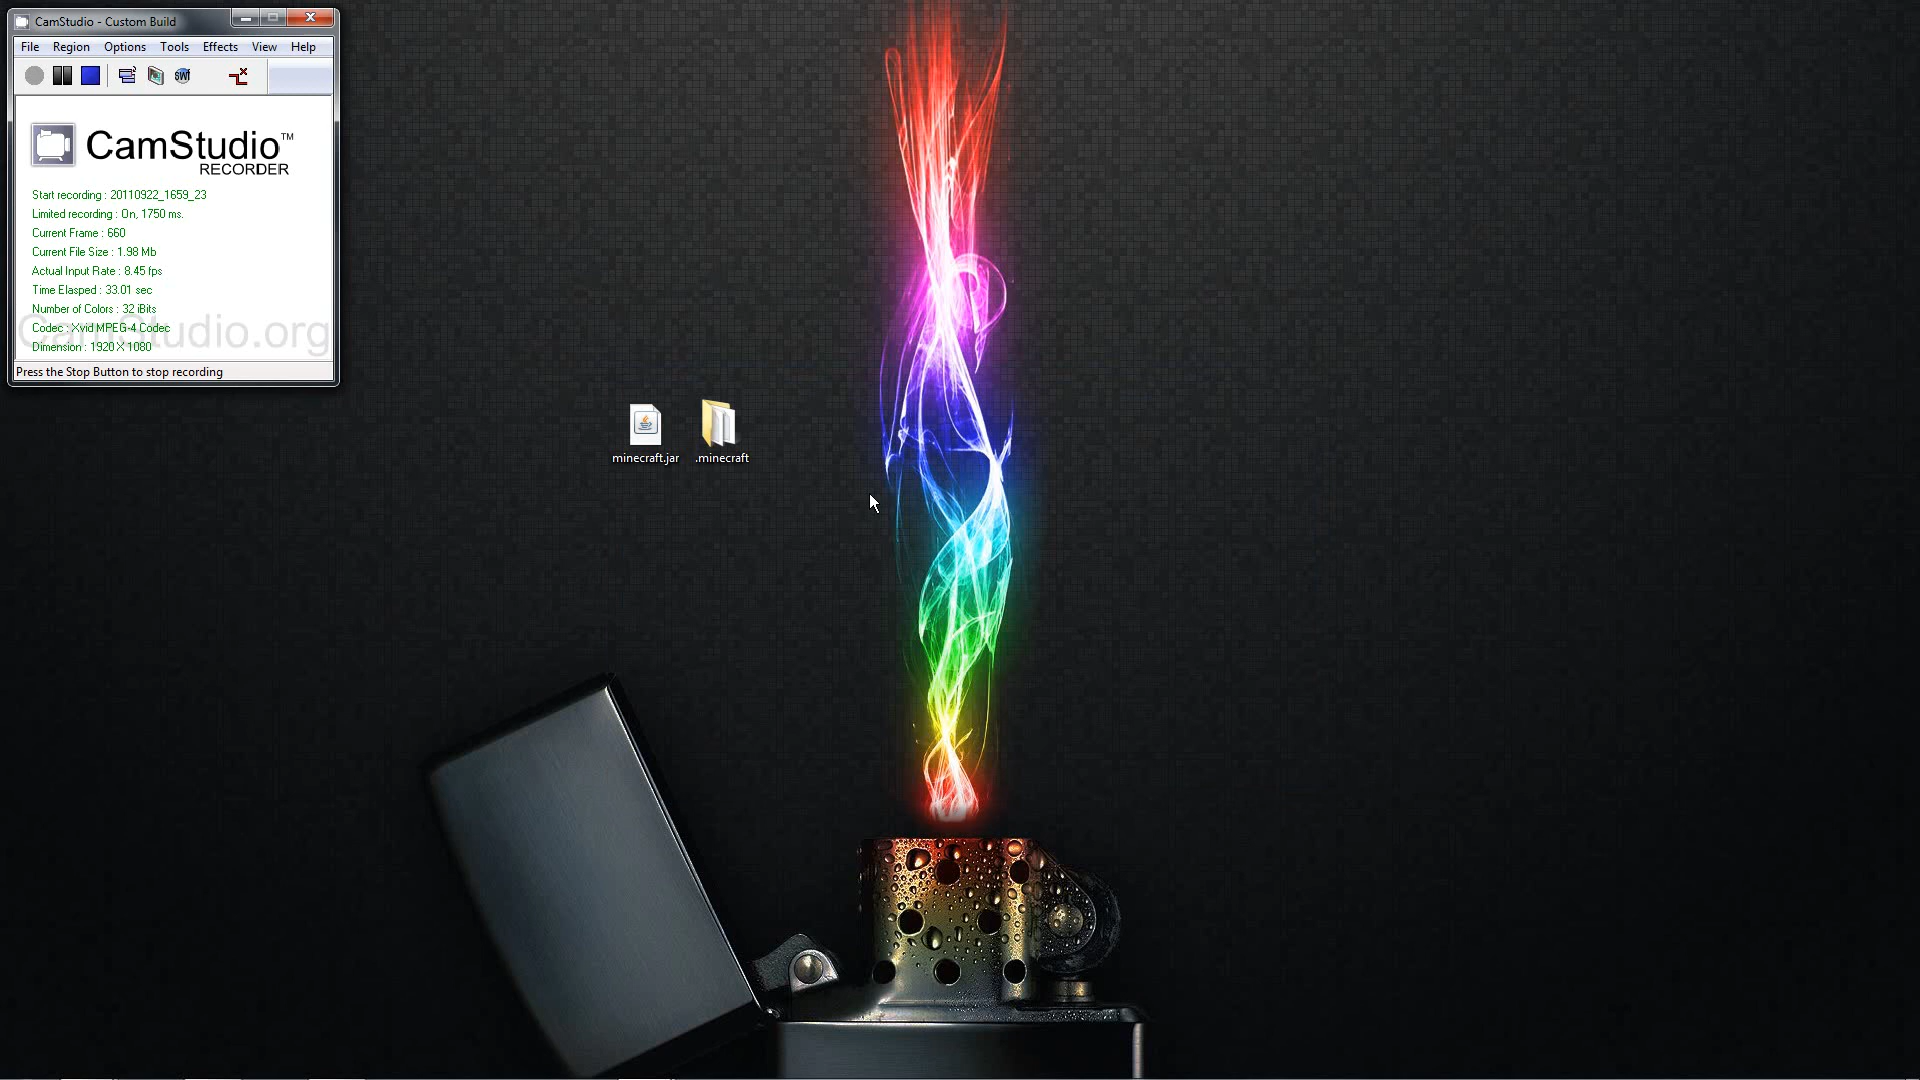 CamStudio - Custom Build
File Region Options Tools Effects View Help
SWf
CamStudio™
RECORDER
Start recording : 20110922_1659_23
Limited recording : On, 1750 ms.
Current Frame : 660
Current File Size : 1.98 Mb
Actual Input Rate : 8.45 fps
Time Elasped : 33.01 sec
Number of Colors : 32 iBits
CamStudio.org
Codec : Xvid MPEG-4 Codec
Dimension : 1920 X 1080
Press the Stop Button to stop recording
minecraft.jar .minecraft